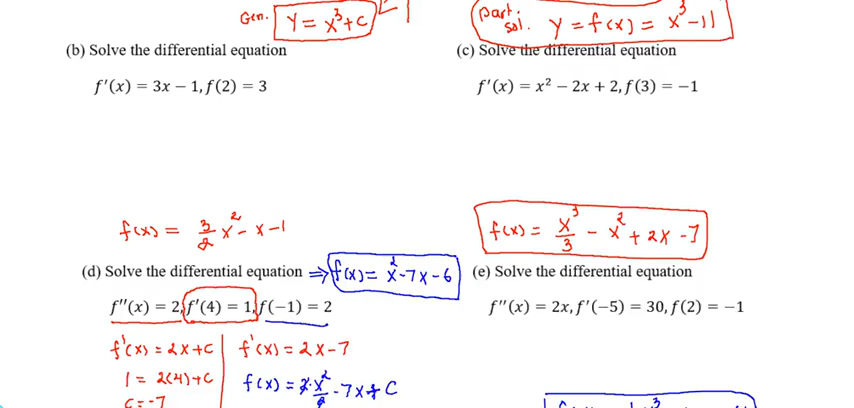 Gen. y = x³ + c
Part. sol. y = f(x) = x³ - 11
(b) Solve the differential equation
f'(x) = 3x − 1, f(2) = 3
(c) Solve the differential equation
f'(x) = x² − 2x + 2, f(3) = −1
f(x) = 3/2 x² - x - 1
f(x) = x³/3 - x² + 2x - 7
(d) Solve the differential equation ⇒ f(x) = x² - 7x - 6
f''(x) = 2, f'(4) = 1, f(−1) = 2
f'(x) = 2x + c
1 = 2(4) + c
c = -7
f'(x) = 2x - 7
f(x) = 2·x²/2 - 7x + C
(e) Solve the differential equation
f''(x) = 2x, f'(−5) = 30, f(2) = −1